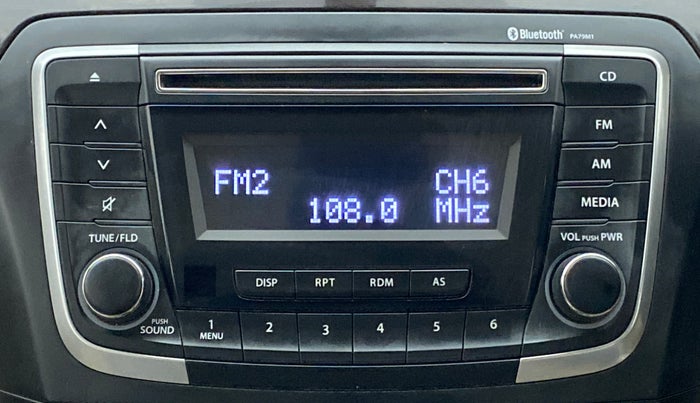 Bluetooth PA79M1
CD
FM
AM
MEDIA
FM2 CH6
108.0 MHz
TUNE/FLD
VOL PUSH PWR
DISP RPT RDM AS
PUSH
SOUND
1 2 3 4 5 6
MENU